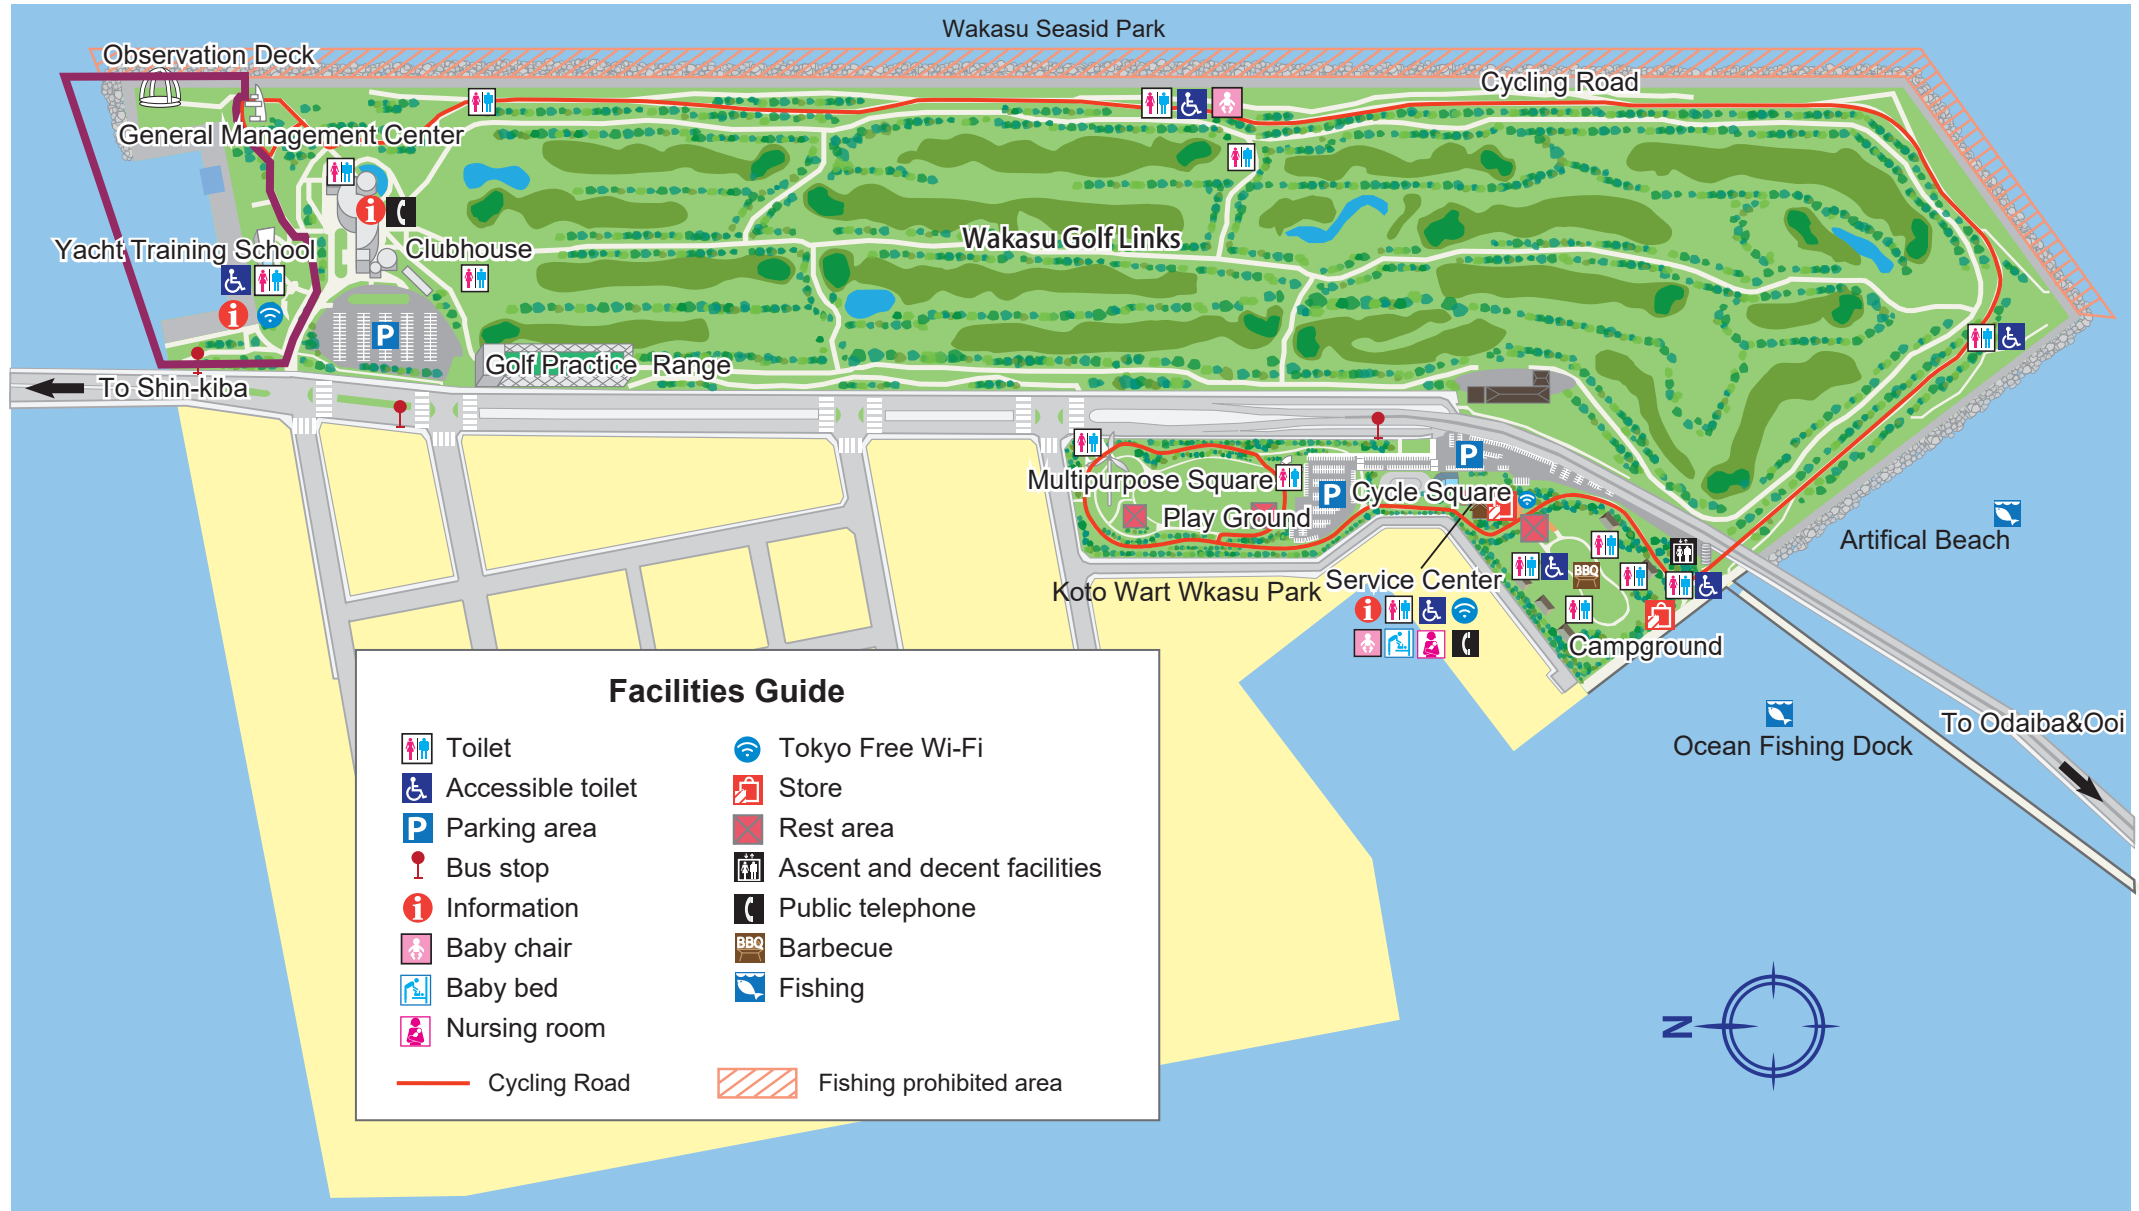 Wakasu Seasid Park
Observation Deck
Cycling Road
General Management Center
Yacht Training School
Clubhouse
Wakasu Golf Links
P
Golf Practice Range
To Shin-kiba
P
Multipurpose Square
P
Cycle Square
Play Ground
Artifical Beach
BBQ
Koto Wart Wkasu Park
Service Center
Campground
To Odaiba&Ooi
Ocean Fishing Dock
Facilities Guide
Toilet
Accessible toilet
P Parking area
Bus stop
i Information
Baby chair
Baby bed
Nursing room
Tokyo Free Wi-Fi
Store
Rest area
Ascent and decent facilities
Public telephone
BBQ Barbecue
Fishing
Cycling Road
Fishing prohibited area
N